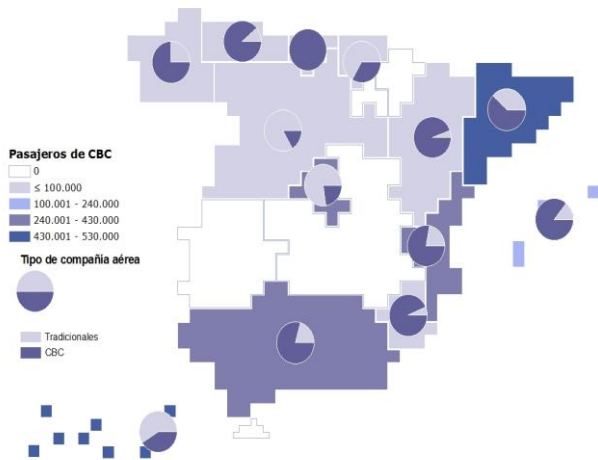 Pasajeros de CBC
0
≤ 100.000
100.001 - 240.000
240.001 - 430.000
430.001 - 530.000
Tipo de compañia aérea
Tradicionales
CBC